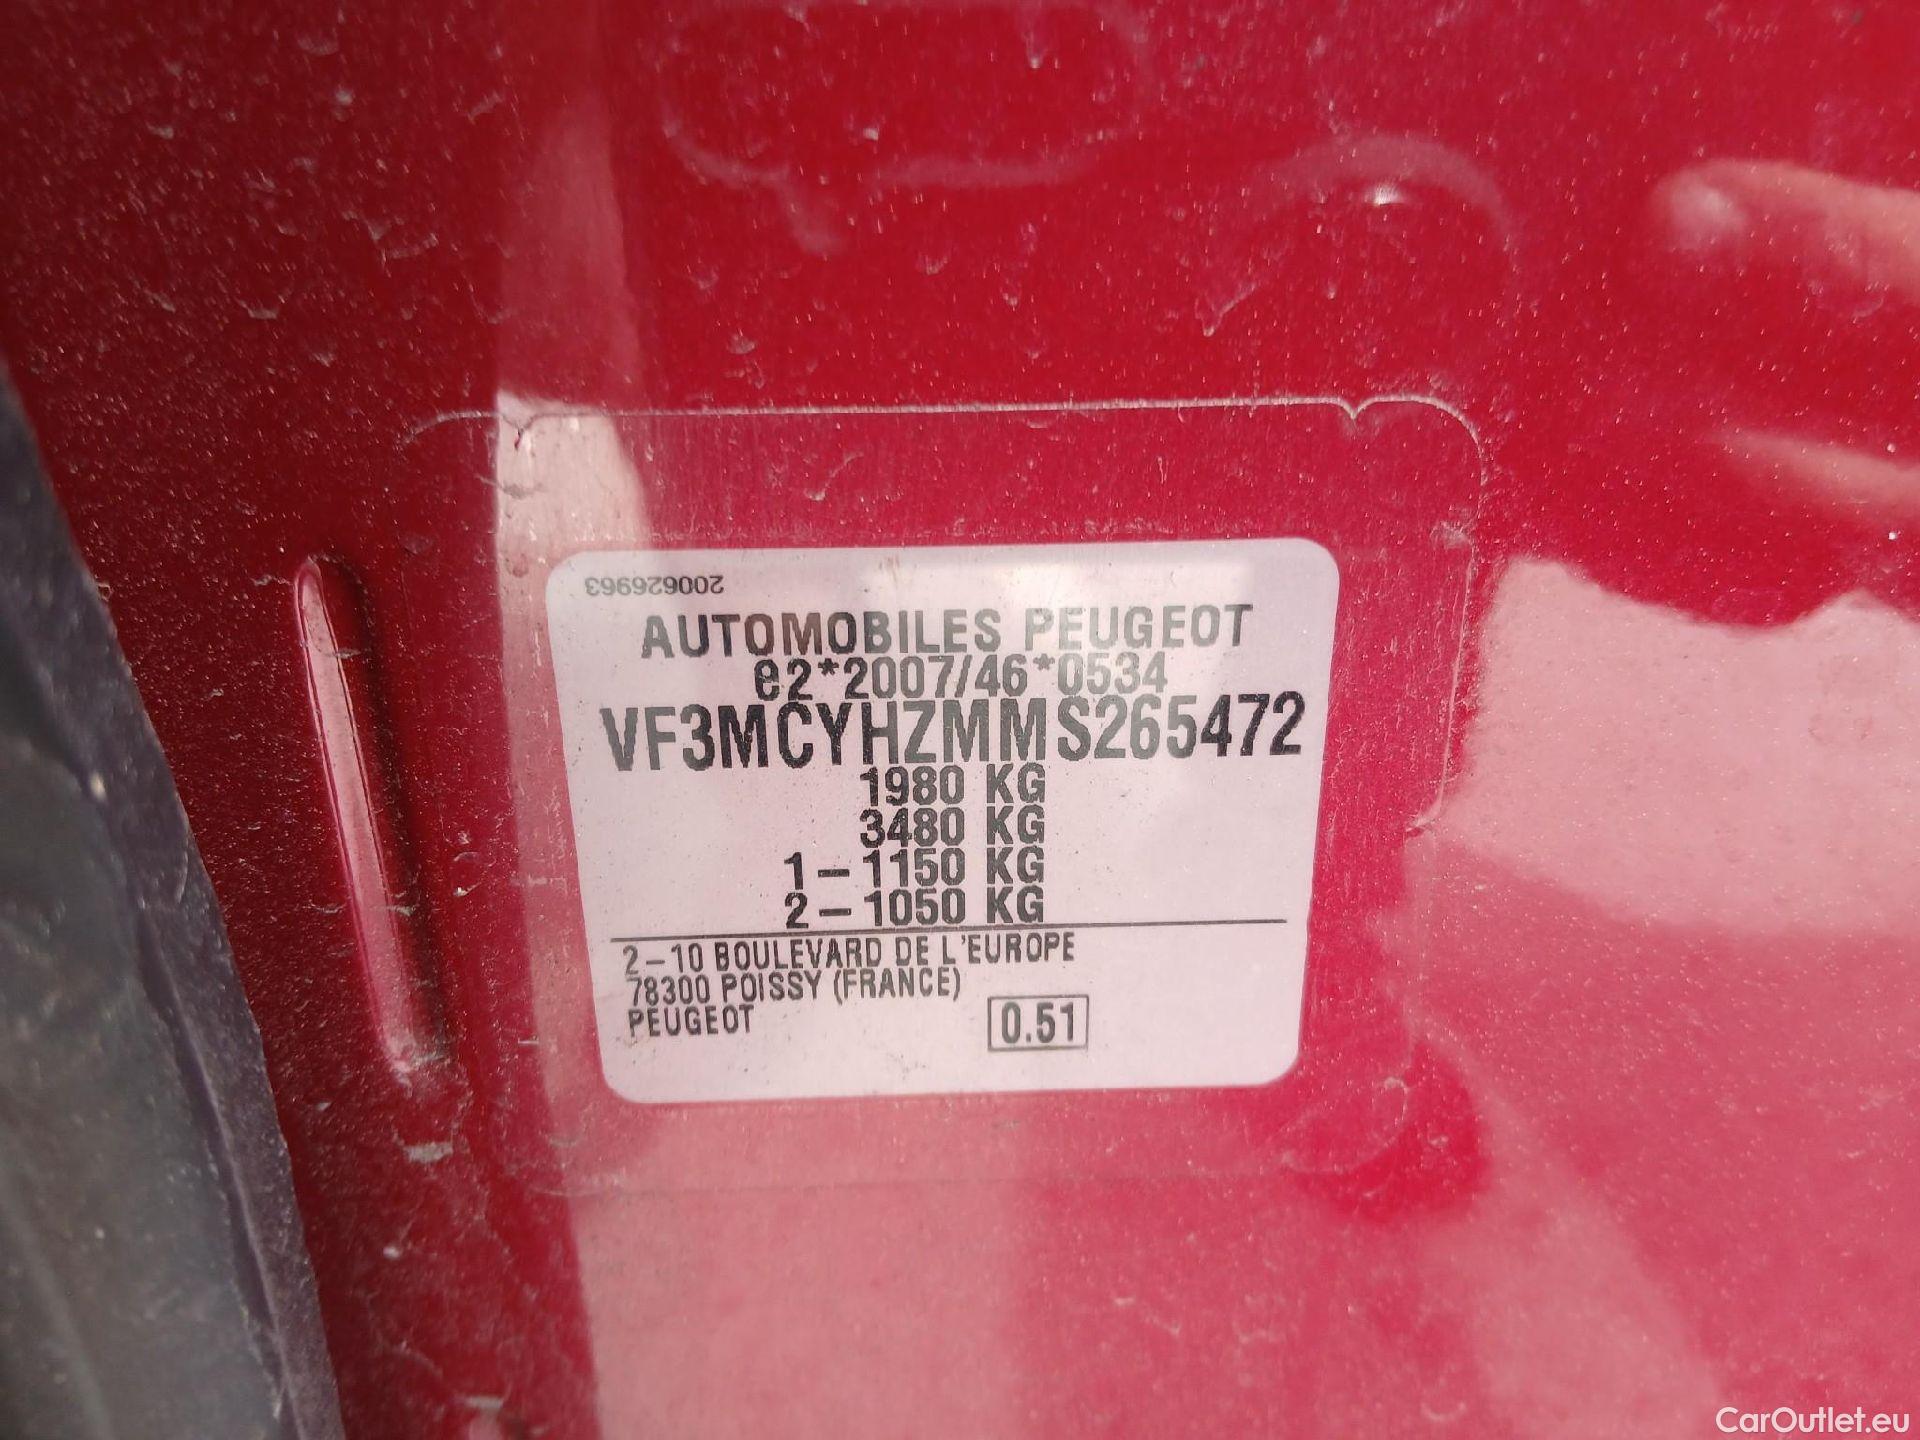 200626963
AUTOMOBILES PEUGEOT
e2*2007/46*0534
VF3MCYHZMMS265472
1980 KG
3480 KG
1-1150 KG
2-1050 KG
2-10 BOULEVARD DE L'EUROPE
78300 POISSY (FRANCE)
PEUGEOT
0.51
CarOutlet.eu